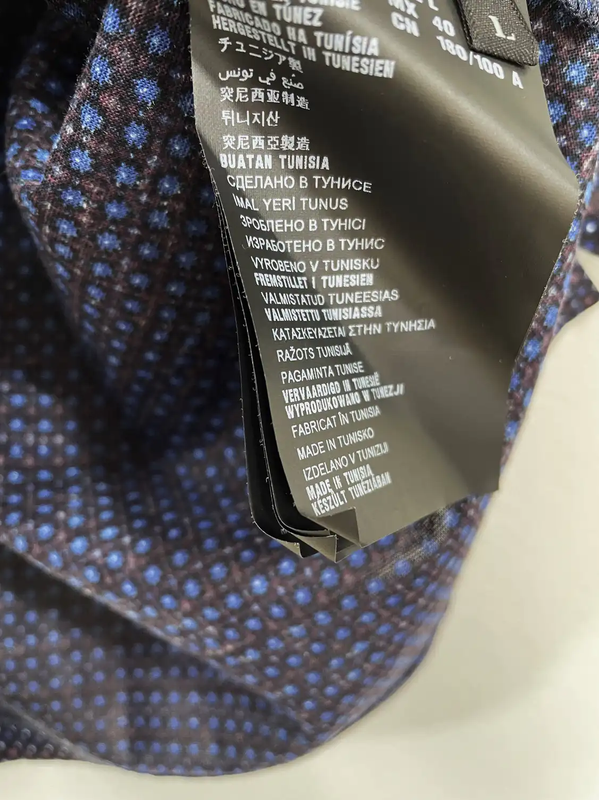 TUNISIE
EN TÚNEZ
FABRICADO NA TUNÍSIA
HERGESTELLT IN TUNESIEN
チュニジア製
صنع في تونس
突尼西亚制造
튀니지산
突尼西亞製造
BUATAN TUNISIA
СДЕЛАНО В ТУНИСЕ
IMAL YERİ TUNUS
ЗРОБЛЕНО В ТУНІСІ
ИЗРАБОТЕНО В ТУНИС
VYROBENO V TUNISKU
FREMSTILLET I TUNESIEN
VALMISTATUD TUNEESIAS
VALMISTETTU TUNISIASSA
ΚΑΤΑΣΚΕΥΑΖΕΤΑΙ ΣΤΗΝ ΤΥΝΗΣΙΑ
RAŽOTS TUNISIJĀ
PAGAMINTA TUNISE
VERVAARDIGD IN TUNESIË
WYPRODUKOWANO W TUNEZJI
FABRICAT ÎN TUNISIA
MADE IN TUNISKO
IZDELANO V TUNIZIJI
MADE IN TUNISIA
KÉSZÜLT TUNÉZIÁBAN
L
MX 40
CN 180/100 A
L